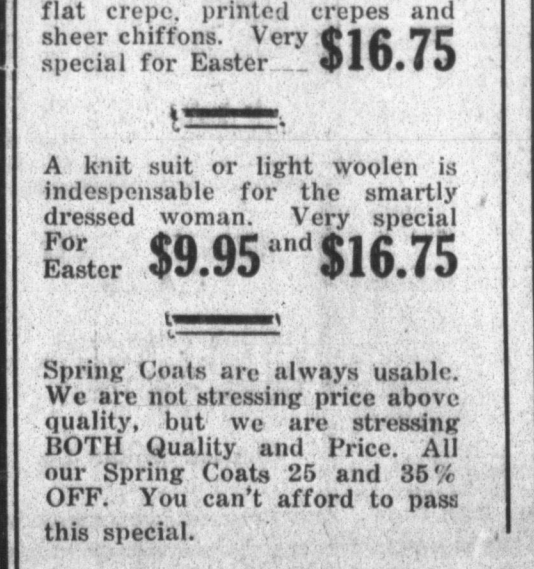 flat crepe, printed crepes and
sheer chiffons. Very
special for Easter $16.75
A knit suit or light woolen is
indespensable for the smartly
dressed woman. Very special
For
Easter $9.95 and $16.75
Spring Coats are always usable.
We are not stressing price above
quality, but we are stressing
BOTH Quality and Price. All
our Spring Coats 25 and 35%
OFF. You can't afford to pass
this special.